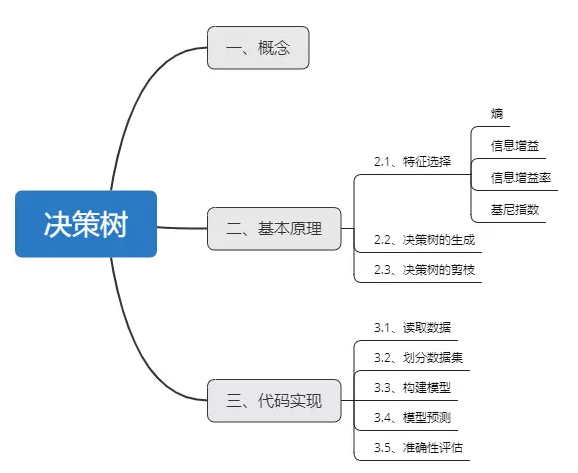 决策树
一、概念
二、基本原理
2.1、特征选择
熵
信息增益
信息增益率
基尼指数
2.2、决策树的生成
2.3、决策树的剪枝
三、代码实现
3.1、读取数据
3.2、划分数据集
3.3、构建模型
3.4、模型预测
3.5、准确性评估